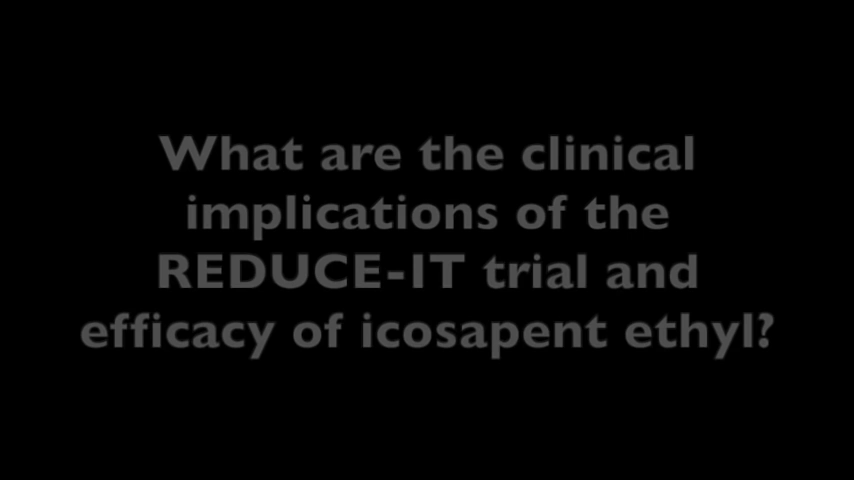 What are the clinical
implications of the
REDUCE-IT trial and
efficacy of icosapent ethyl?